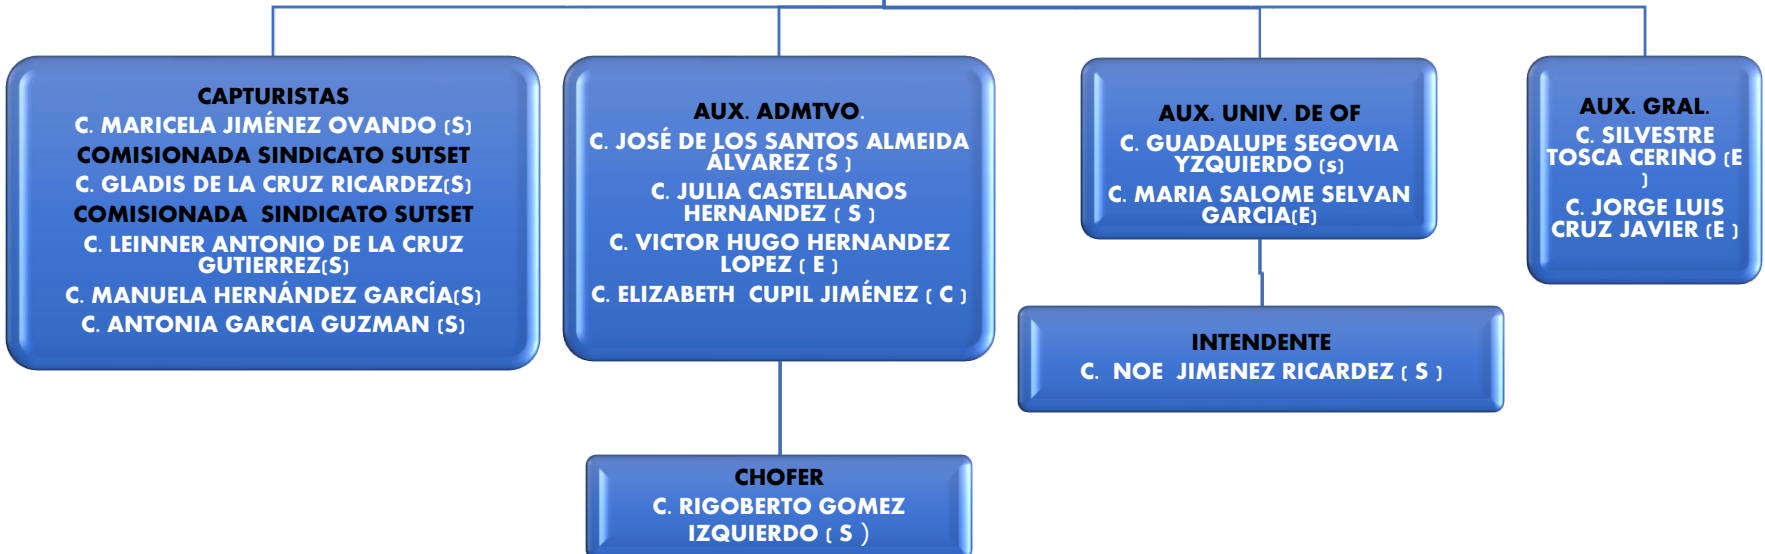 CAPTURISTAS
C. MARICELA JIMÉNEZ OVANDO (S)
COMISIONADA SINDICATO SUTSET
C. GLADIS DE LA CRUZ RICARDEZ(S)
COMISIONADA  SINDICATO SUTSET
C. LEINNER ANTONIO DE LA CRUZ
GUTIERREZ(S)
C. MANUELA HERNÁNDEZ GARCÍA(S)
C. ANTONIA GARCIA GUZMAN (S)
AUX. ADMTVO.
C. JOSÉ DE LOS SANTOS ALMEIDA
ÁLVAREZ (S )
C. JULIA CASTELLANOS
HERNANDEZ ( S )
C. VICTOR HUGO HERNANDEZ
LOPEZ ( E )
C. ELIZABETH  CUPIL JIMÉNEZ ( C )
AUX. UNIV. DE OF
C. GUADALUPE SEGOVIA
YZQUIERDO (s)
C. MARIA SALOME SELVAN
GARCIA(E)
AUX. GRAL.
C. SILVESTRE
TOSCA CERINO (E
)
C. JORGE LUIS
CRUZ JAVIER (E )
INTENDENTE
C.  NOE  JIMENEZ RICARDEZ ( S )
CHOFER
C. RIGOBERTO GOMEZ
IZQUIERDO ( S )